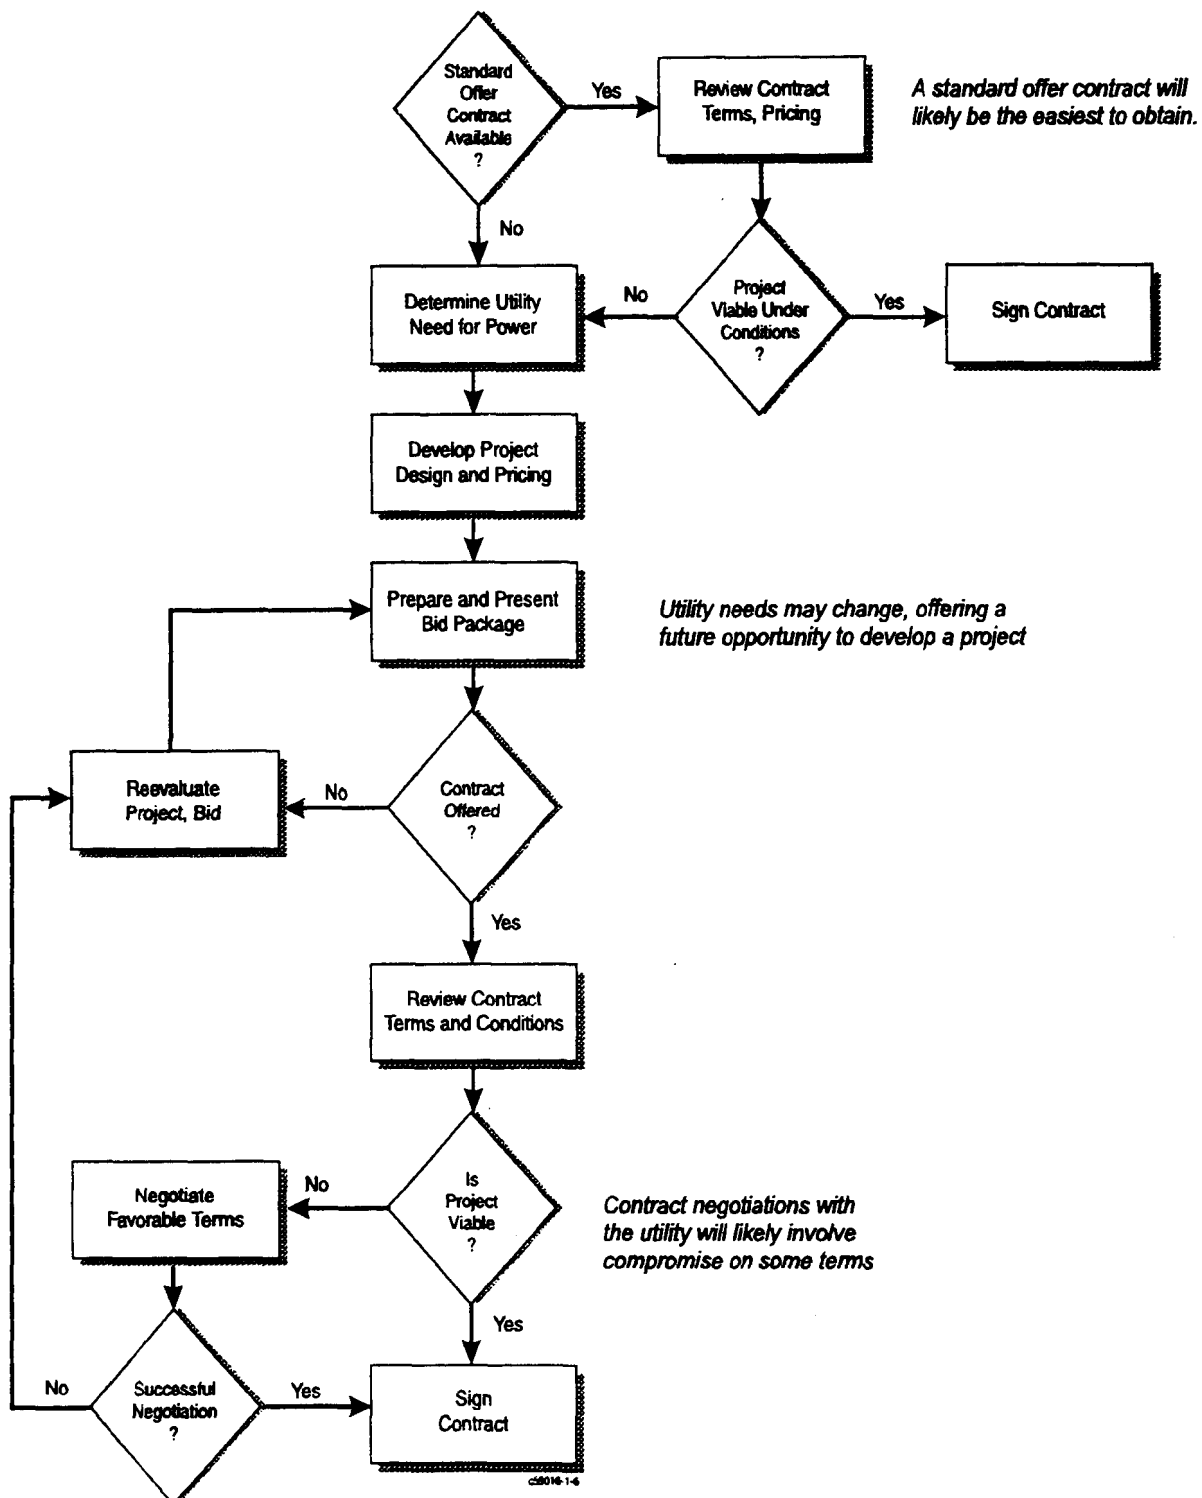 Standard
Offer
Contract
Available
?
Yes
Review Contract
Terms, Pricing
A standard offer contract will
likely be the easiest to obtain.
No
Determine Utility
Need for Power
No
Project
Viable Under
Conditions
?
Yes
Sign Contract
Develop Project
Design and Pricing
Prepare and Present
Bid Package
Utility needs may change, offering a
future opportunity to develop a project
Reevaluate
Project, Bid
No
Contract
Offered
?
Yes
Review Contract
Terms and Conditions
Negotiate
Favorable Terms
No
Is
Project
Viable
?
Contract negotiations with
the utility will likely involve
compromise on some terms
Yes
No
Successful
Negotiation
?
Yes
Sign
Contract